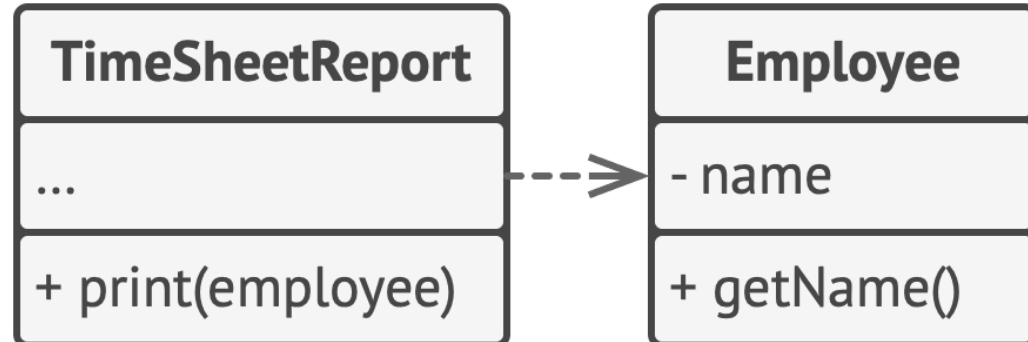 TimeSheetReport
...
+ print(employee)
Employee
- name
+ getName()